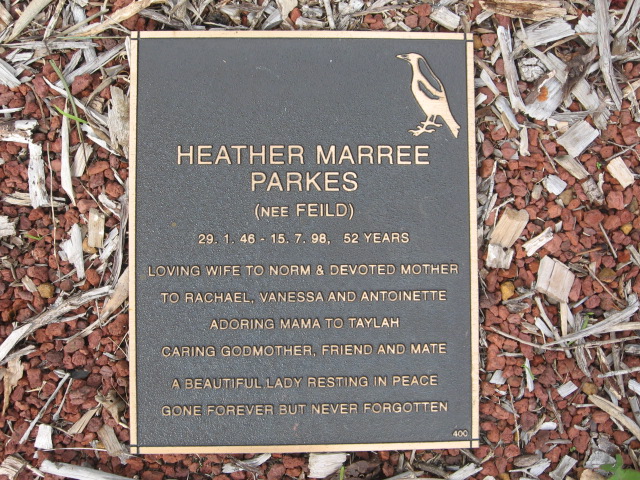 HEATHER MARREE
PARKES
(NEE FEILD)
29. 1. 46 - 15. 7. 98, 52 YEARS
LOVING WIFE TO NORM & DEVOTED MOTHER
TO RACHAEL, VANESSA AND ANTOINETTE
ADORING MAMA TO TAYLAH
CARING GODMOTHER, FRIEND AND MATE
A BEAUTIFUL LADY RESTING IN PEACE
GONE FOREVER BUT NEVER FORGOTTEN
400